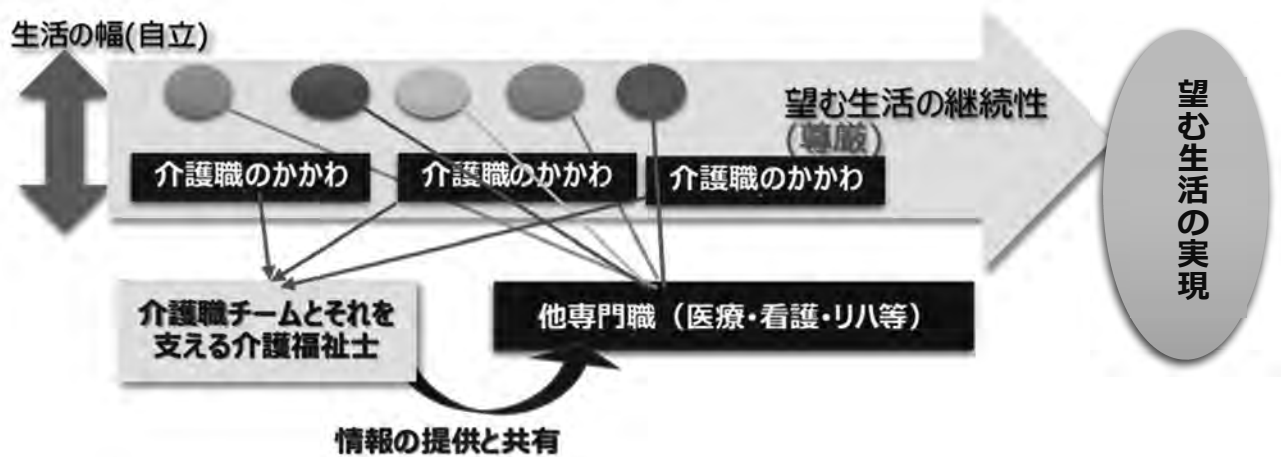 生活の幅(自立)
望む生活の継続性
(尊厳)
介護職のかかわ
介護職のかかわ
介護職のかかわ
望む生活の実現
介護職チームとそれを
支える介護福祉士
他専門職（医療・看護・リハ等）
情報の提供と共有